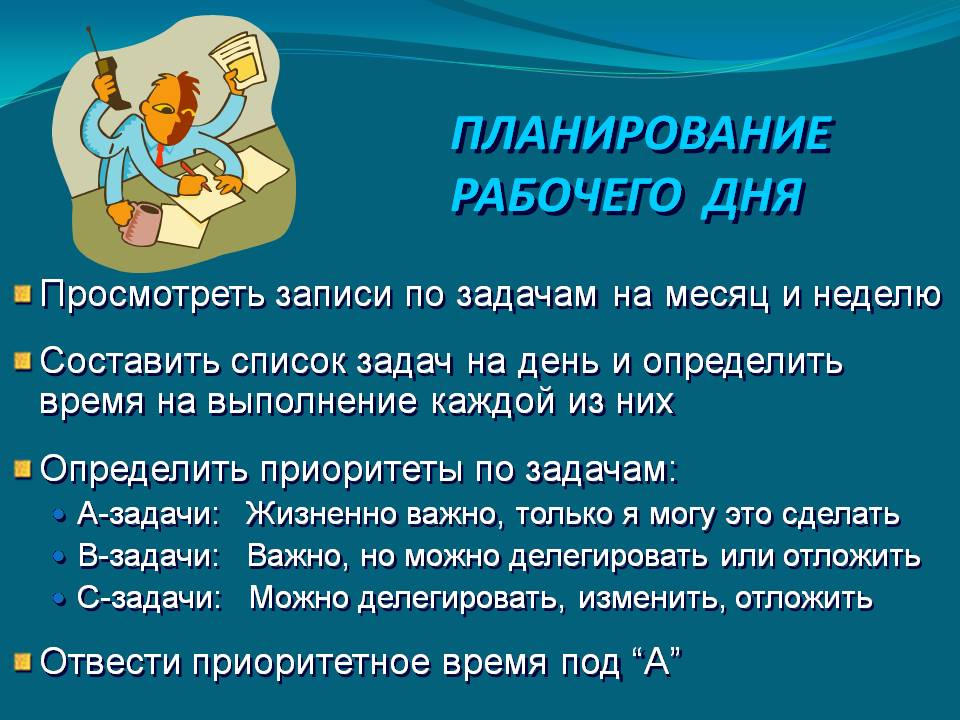 ПЛАНИРОВАНИЕ
РАБОЧЕГО ДНЯ
Просмотреть записи по задачам на месяц и неделю
Составить список задач на день и определить
время на выполнение каждой из них
Определить приоритеты по задачам:
А-задачи: Жизненно важно, только я могу это сделать
В-задачи: Важно, но можно делегировать или отложить
С-задачи: Можно делегировать, изменить, отложить
Отвести приоритетное время под “А”